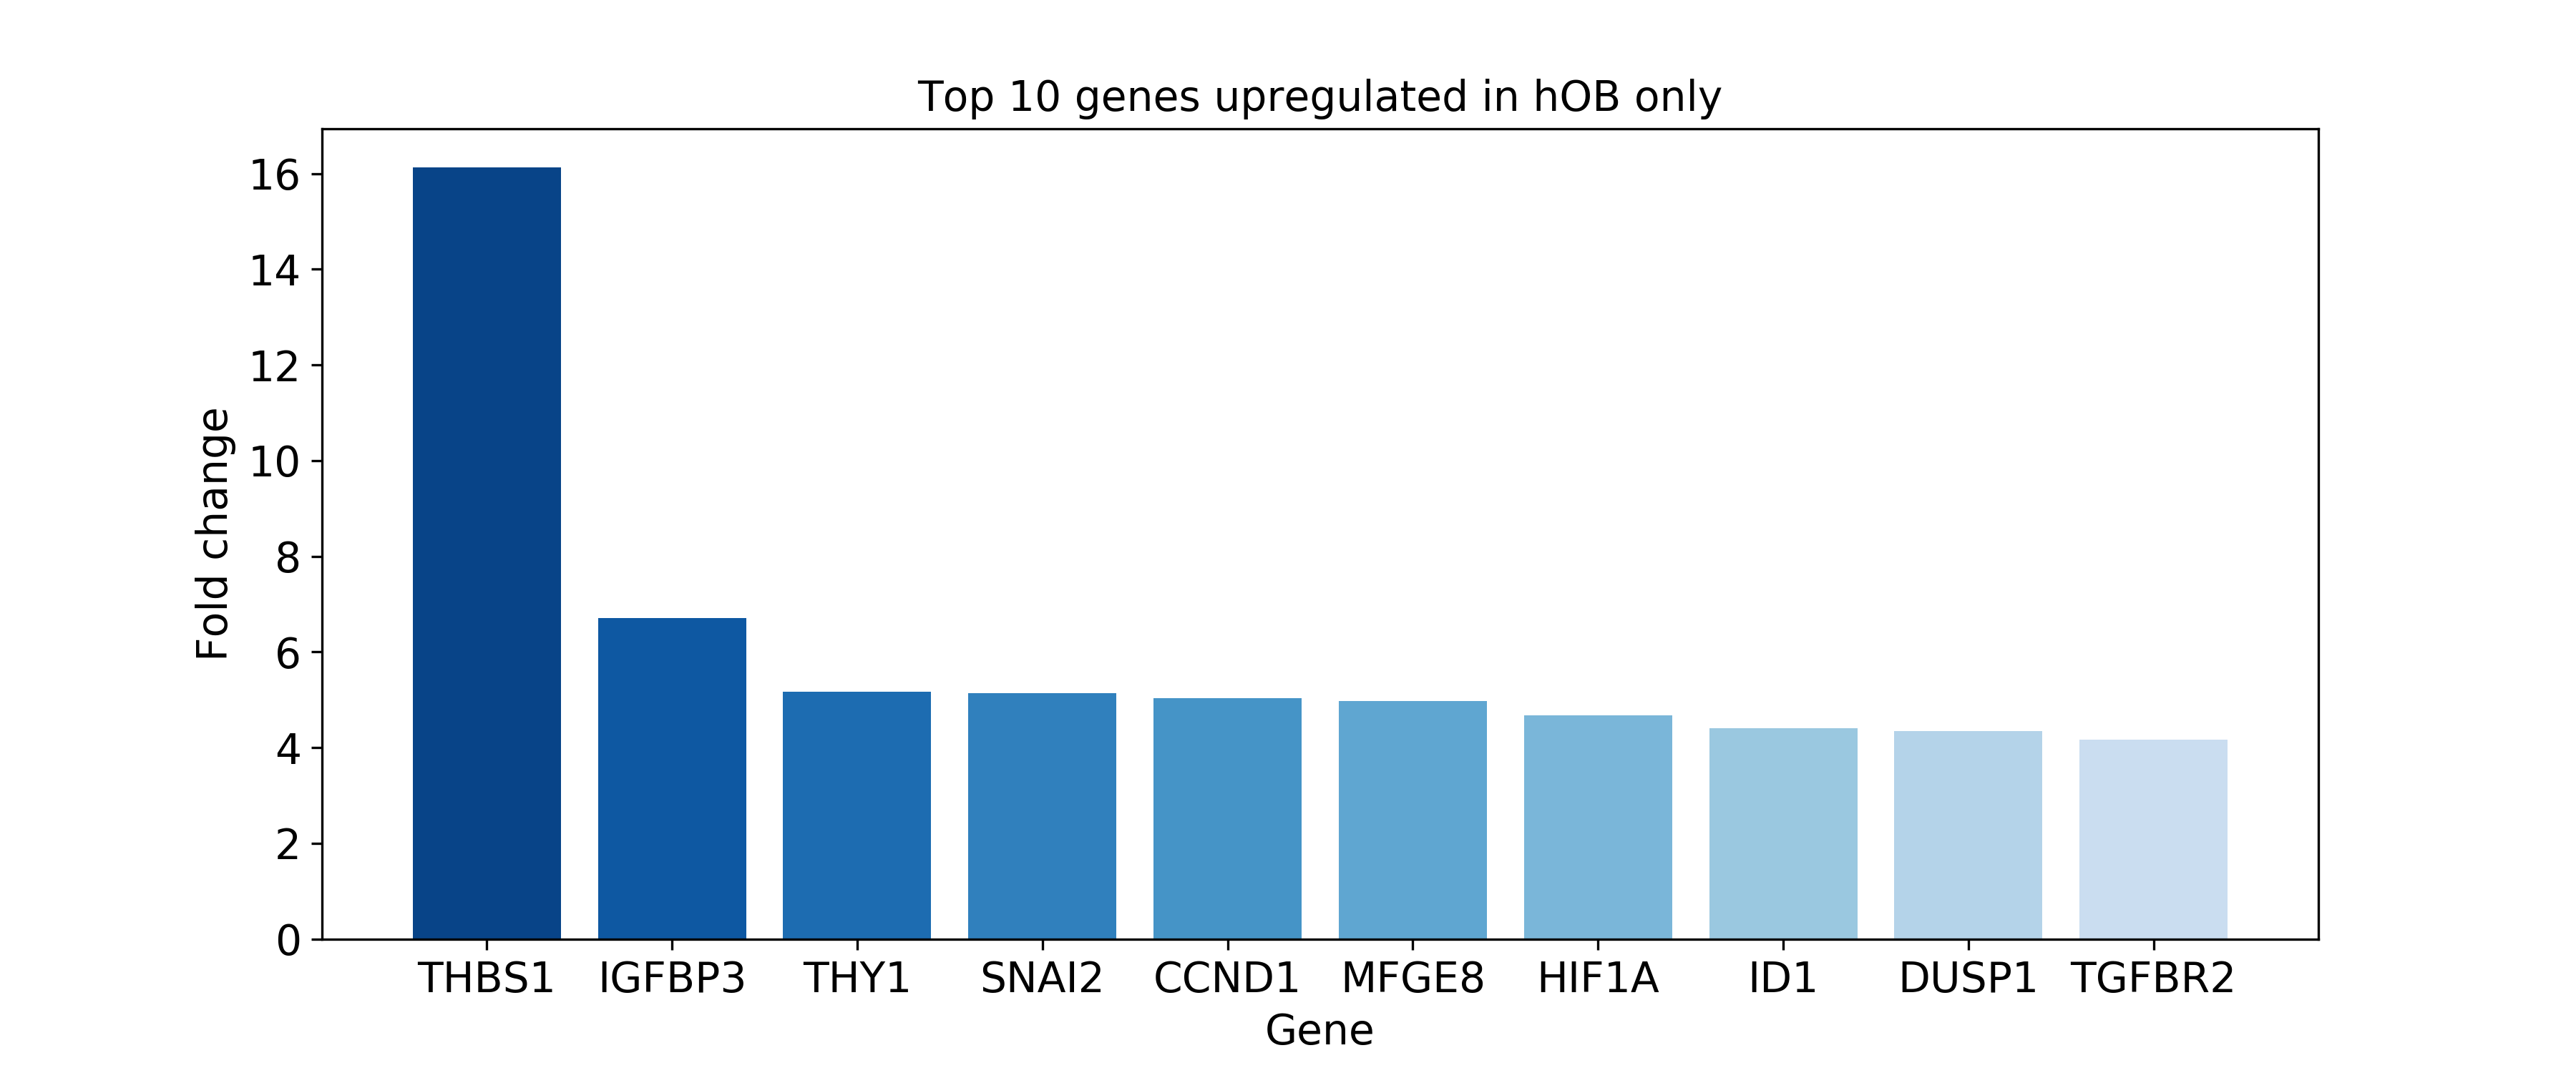 Top 10 genes upregulated in hOB only
Fold change
16
14
12
10
8
6
4
2
0
THBS1 IGFBP3 THY1 SNAI2 CCND1 MFGE8 HIF1A ID1 DUSP1 TGFBR2
Gene